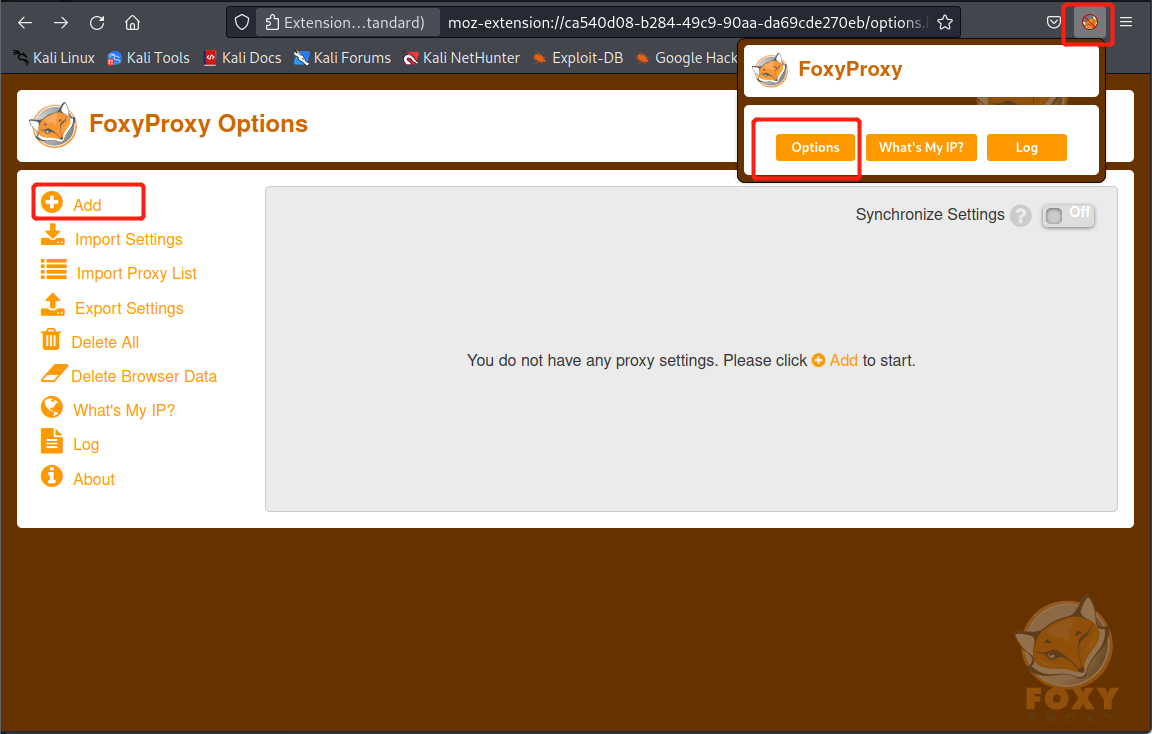 Extension…tandard)
moz-extension://ca540d08-b284-49c9-90aa-da69cde270eb/options.
Kali Linux Kali Tools Kali Docs Kali Forums Kali NetHunter Exploit-DB Google Hack
FoxyProxy
Options What's My IP? Log
FoxyProxy Options
Add
Import Settings
Import Proxy List
Export Settings
Delete All
Delete Browser Data
What's My IP?
Log
About
Synchronize Settings ? Off
You do not have any proxy settings. Please click Add to start.
FOXY
PROXY